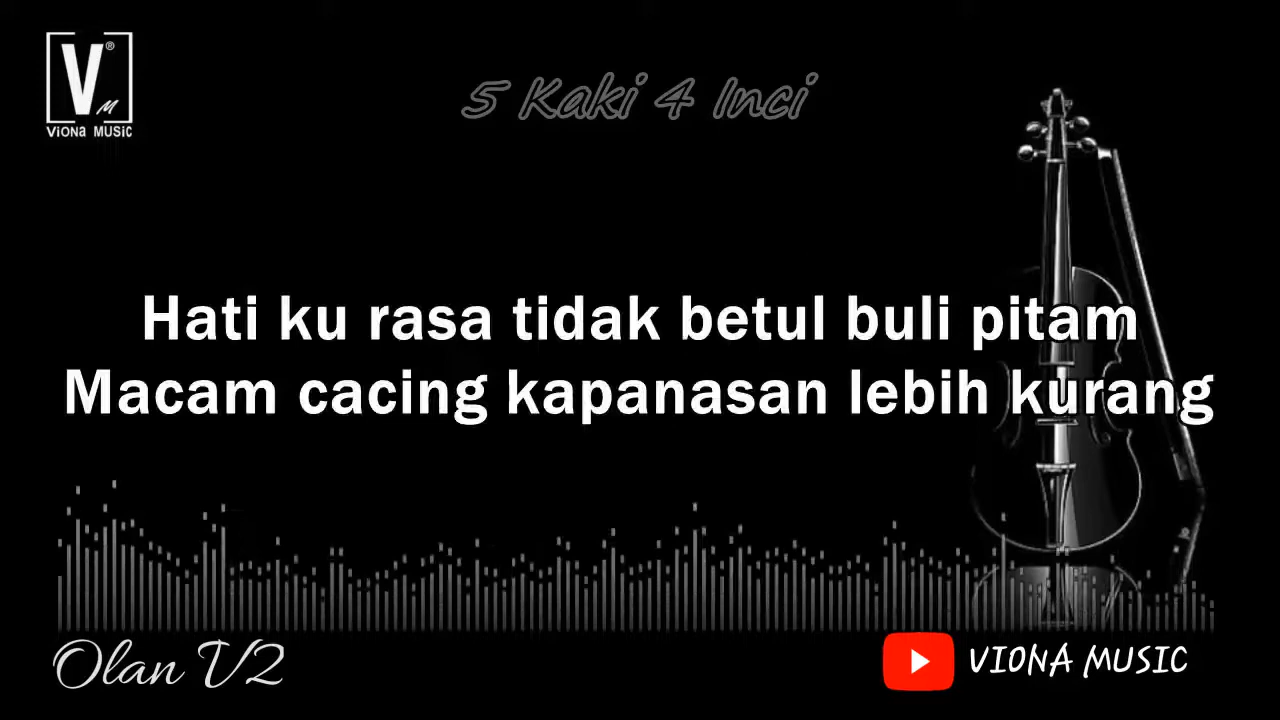 V®
M
ViONa MUSiC
5 Kaki 4 Inci
Hati ku rasa tidak betul buli pitam
Macam cacing kapanasan lebih kurang
Olan V2
VIONA MUSIC